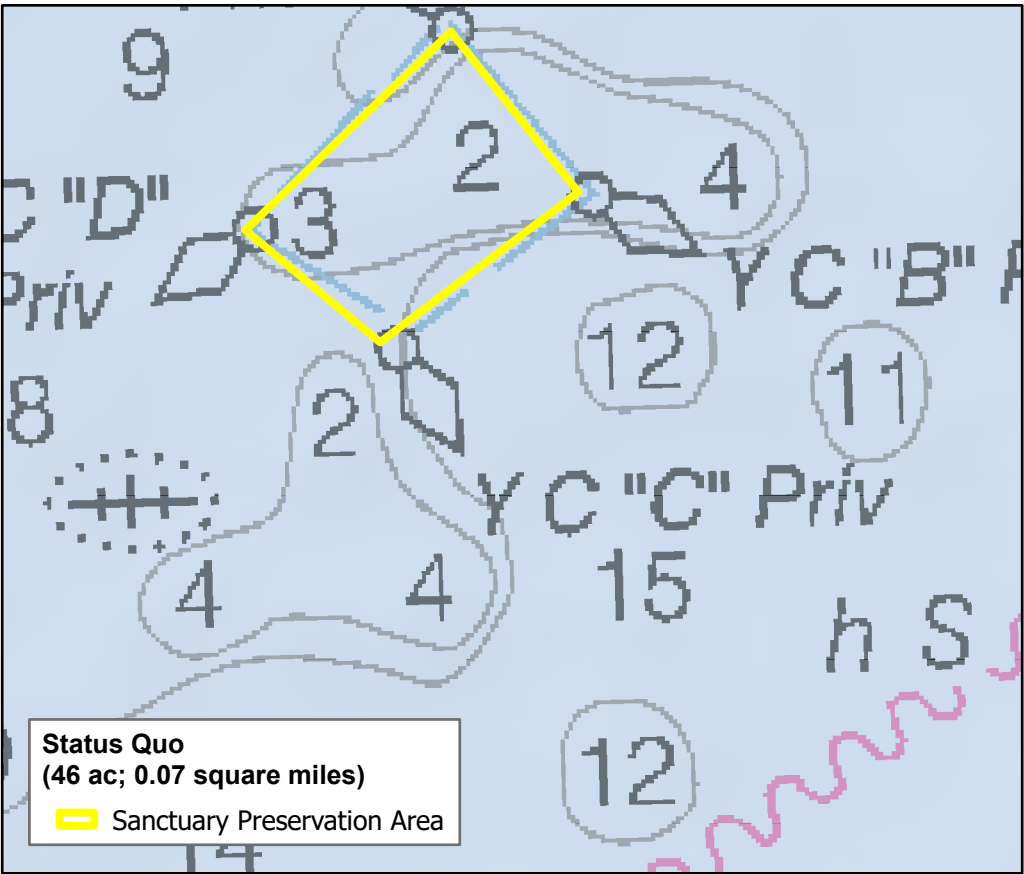 9
2
4
C "D"
3
Priv
Y C "B"
12
11
8
2
Y C "C" Priv
15
4
4
h S
12
Status Quo
(46 ac; 0.07 square miles)
Sanctuary Preservation Area